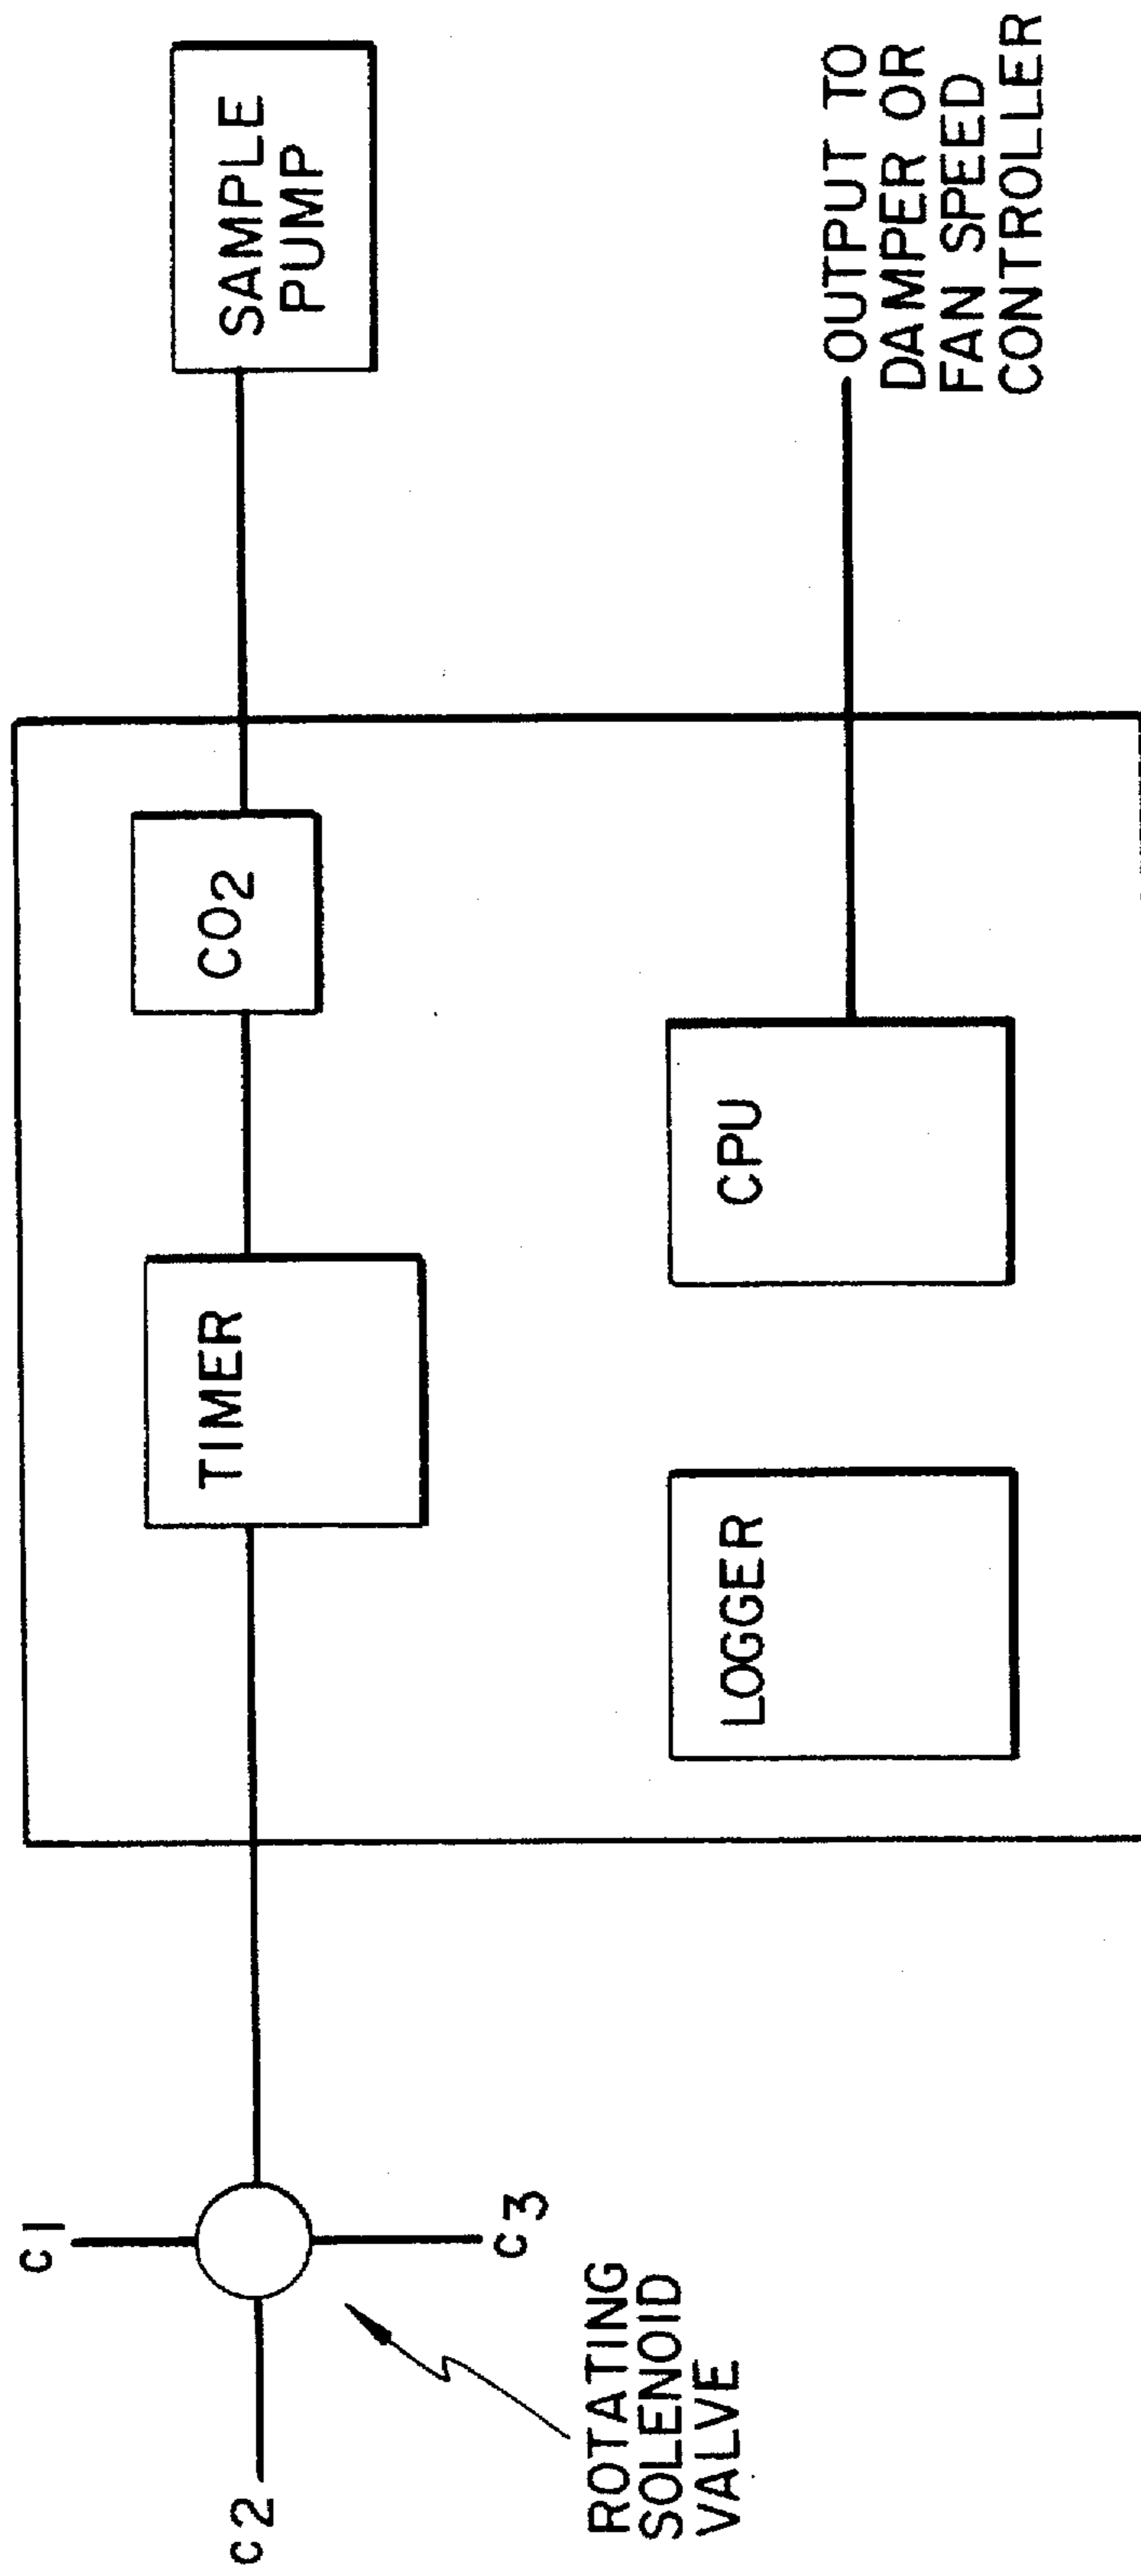 c1
c2
c3
ROTATING
SOLENOID
VALVE
TIMER
CO2
SAMPLE
PUMP
LOGGER
CPU
OUTPUT TO
DAMPER OR
FAN SPEED
CONTROLLER